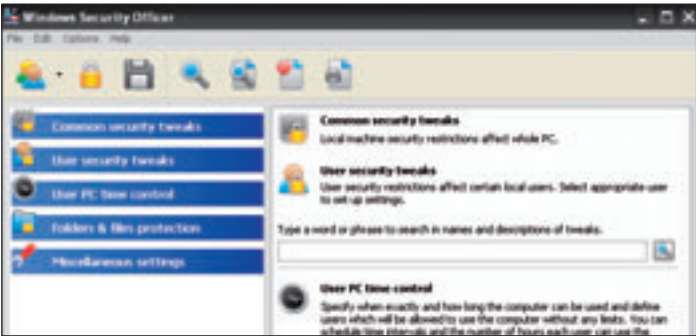 Windows Security Officer
File Edit Options Help
Common security tweaks
User security tweaks
User PC time control
Folders & files protection
Miscellaneous settings
Common security tweaks
Local machine security restrictions affect whole PC.
User security tweaks
User security restrictions affect certain local users. Select appropriate user
to set up settings.
Type a word or phrase to search in names and descriptions of tweaks.
User PC time control
Specify when exactly and how long the computer can be used and define
users which will be allowed to use the computer without any limits. You can
schedule time intervals and the number of hours each user can use the